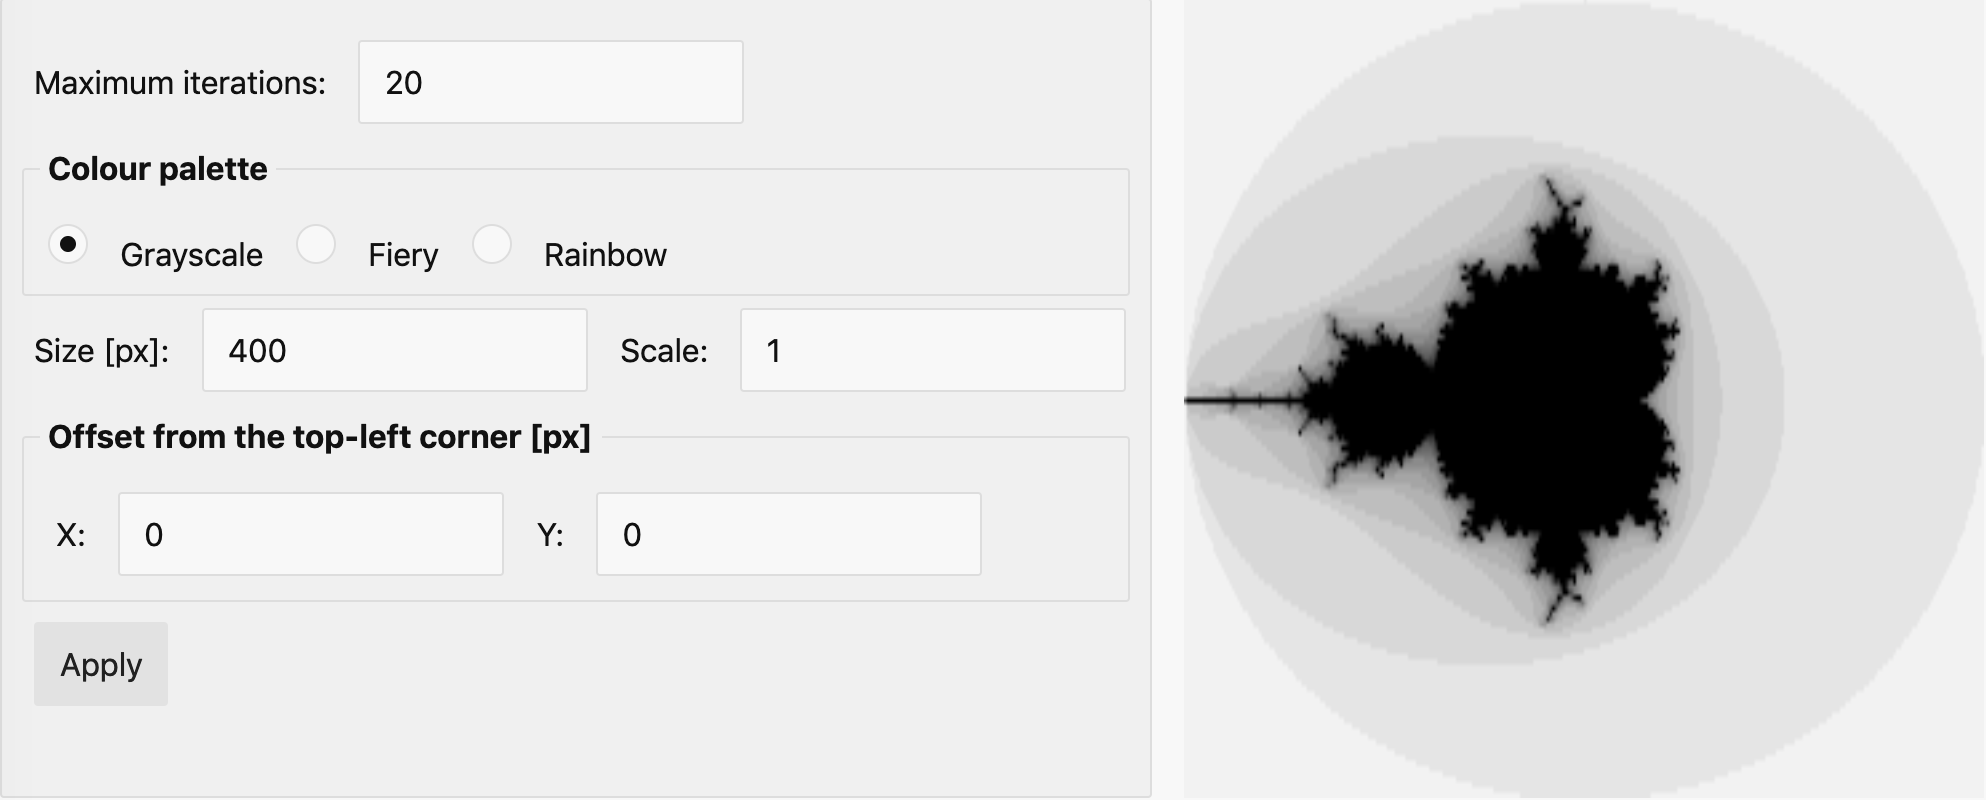 Maximum iterations: 20
Colour palette
Grayscale Fiery Rainbow
Size [px]: 400 Scale: 1
Offset from the top-left corner [px]
X: 0 Y: 0
Apply